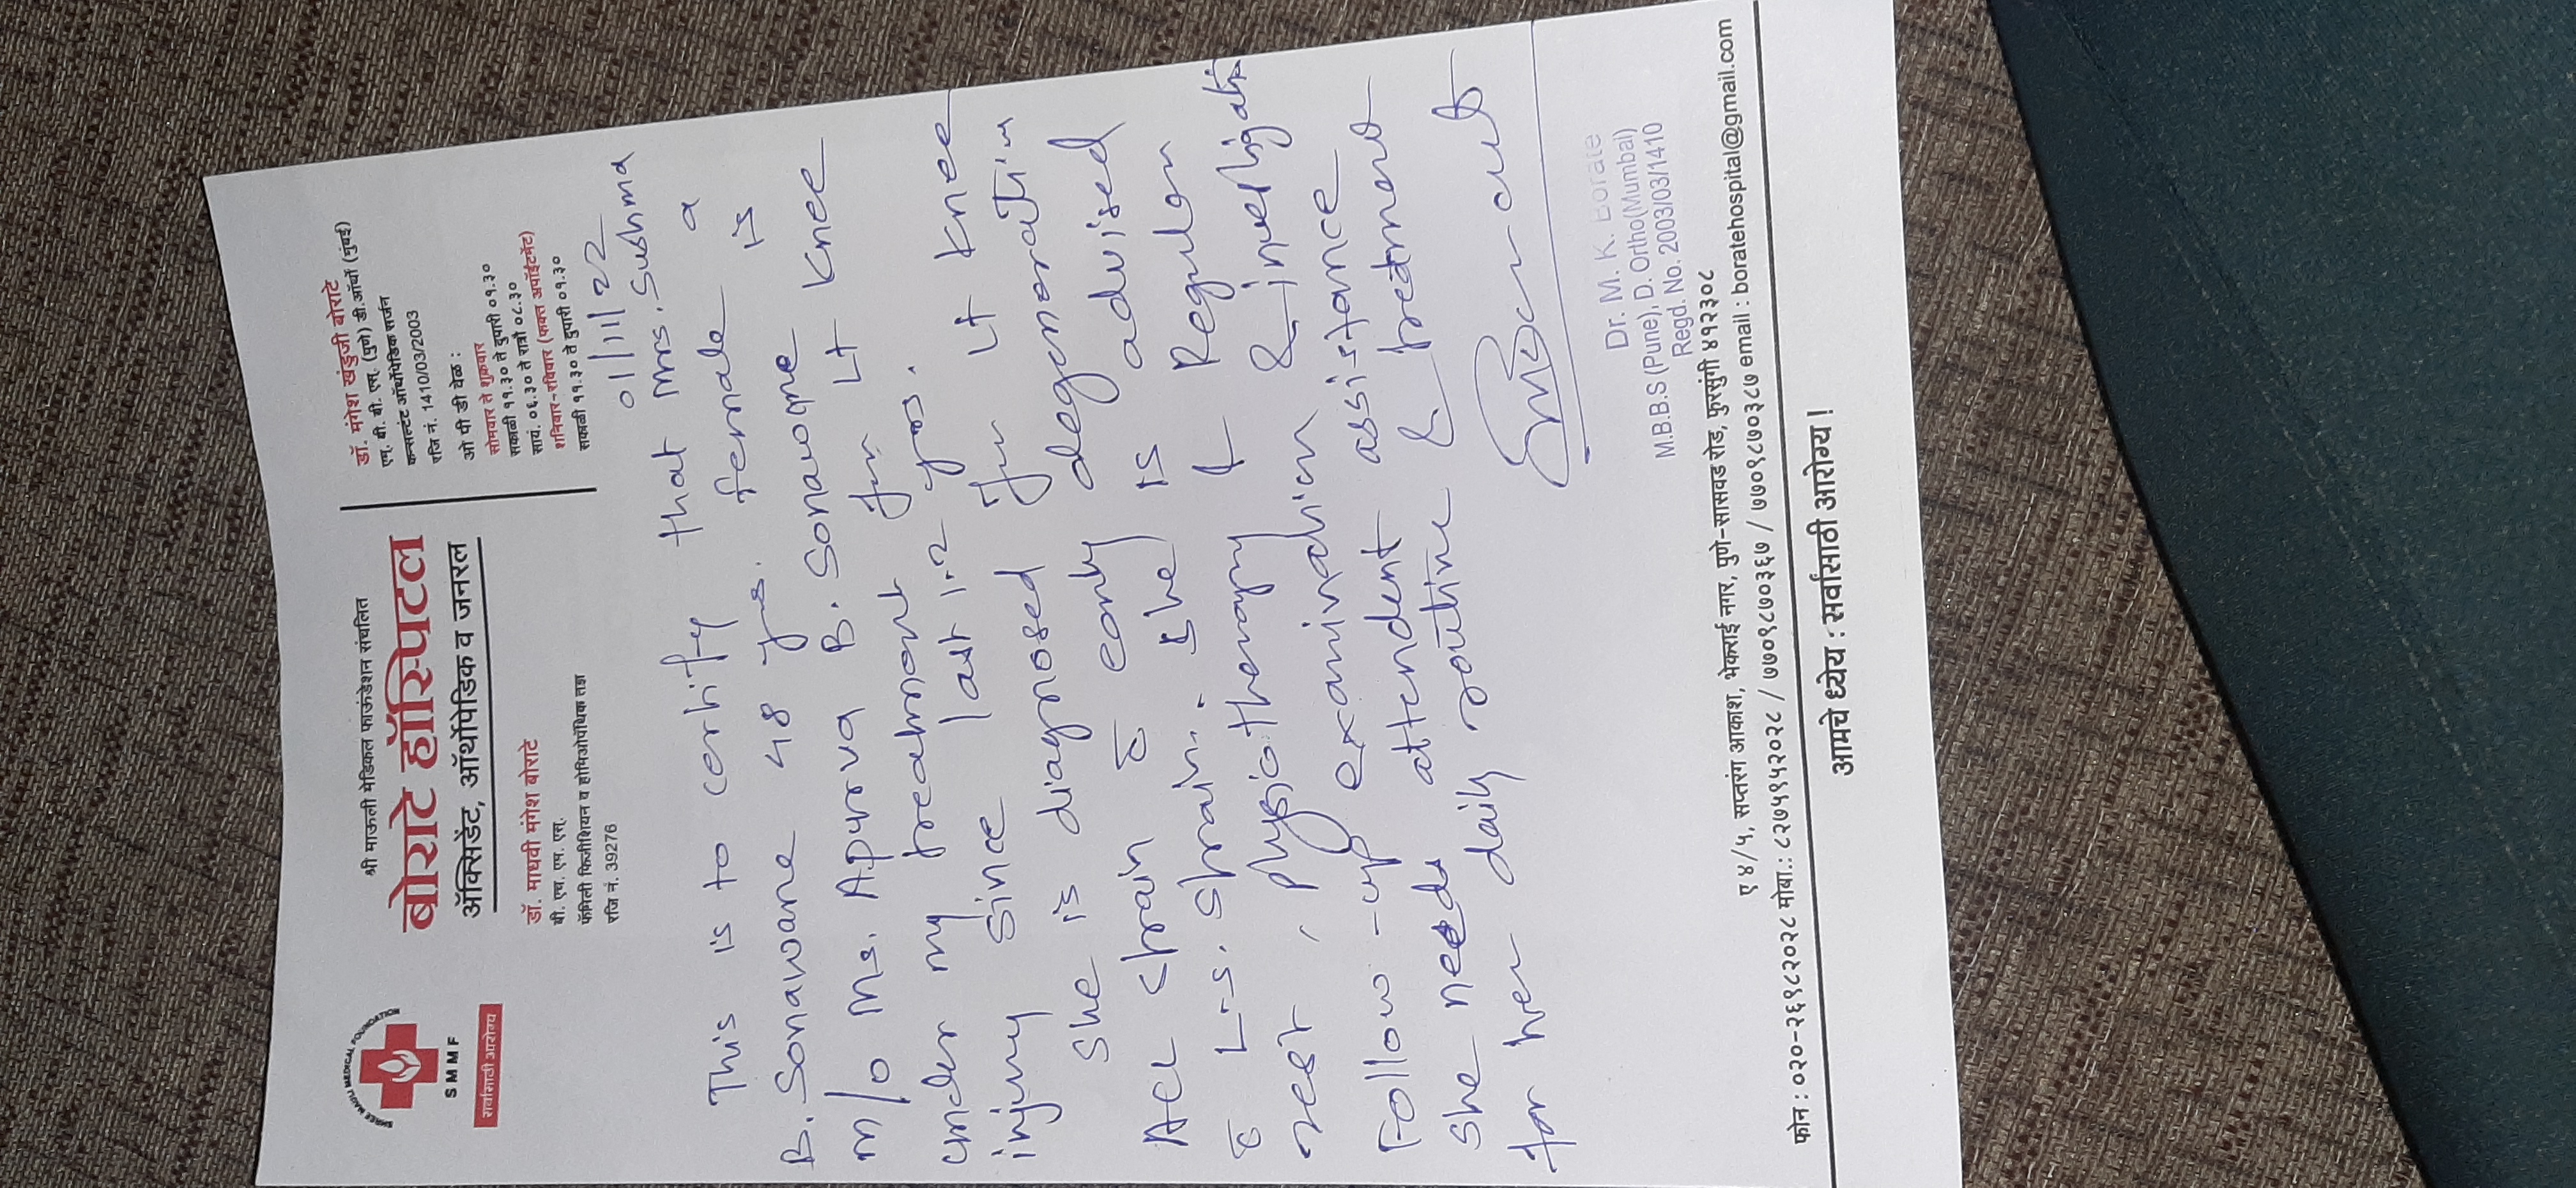 SHREE MAULI MEDICAL FOUNDATION
SMMF
सर्वांसाठी आरोग्य
श्री माऊली मेडिकल फाऊंडेशन संचलित
बोराटे हॉस्पिटल
ॲक्सिडेंट, ऑर्थोपेडिक व जनरल
डॉ. माधवी मंगेश बोराटे
बी. एच. एम. एस्.
फॅमिली फिजीशियन व होमिओपॅथिक तज्ञ
रजि नं. 39276
डॉ. मंगेश खंडुजी बोराटे
एम्. बी. बी. एस्. (पुणे) डी.ऑर्थो (मुंबई)
कन्सल्टंट ऑर्थोपेडिक सर्जन
रजि नं. 1410/03/2003
ओ पी डी वेळ :
सोमवार ते शुक्रवार
सकाळी ११.३० ते दुपारी ०१.३०
सायं. ०६.३० ते रात्रौ ०८.३०
शनिवार-रविवार (फक्त अपॉईंटमेंट)
सकाळी ११.३० ते दुपारी ०१.३०
01/11/22
This is to certify that Mrs. Sushma
B. Sonawane 48 yrs. female a
m/o Ms. Apurva B. Sonawane is
under my treatment for Lt knee
injury since last 1-2 yrs.
She is diagnosed for Lt knee
ACL strain c̄ early degeneration
c̄ L-S. strain. She is advised
rest, physiotherapy & Regular
Follow-up examination & investigation
She needs attendent assistance
for her daily routine & treatment
Dr. M. K. Borate
M.B.B.S (Pune), D. Ortho(Mumbai)
Regd. No. 2003/03/1410
ए ४/५, सप्तरंग आकाश, भेकराई नगर, पुणे-सासवड रोड, फुरसुंगी ४१२३०८
फोन : ०२०-२६९८२०२८ मोबा.: ८२७५९५२०२८ / ७७०९८७०३६७ / ७७०९८७०३८७ email : boratehospital@gmail.com
आमचे ध्येय : सर्वांसाठी आरोग्य !